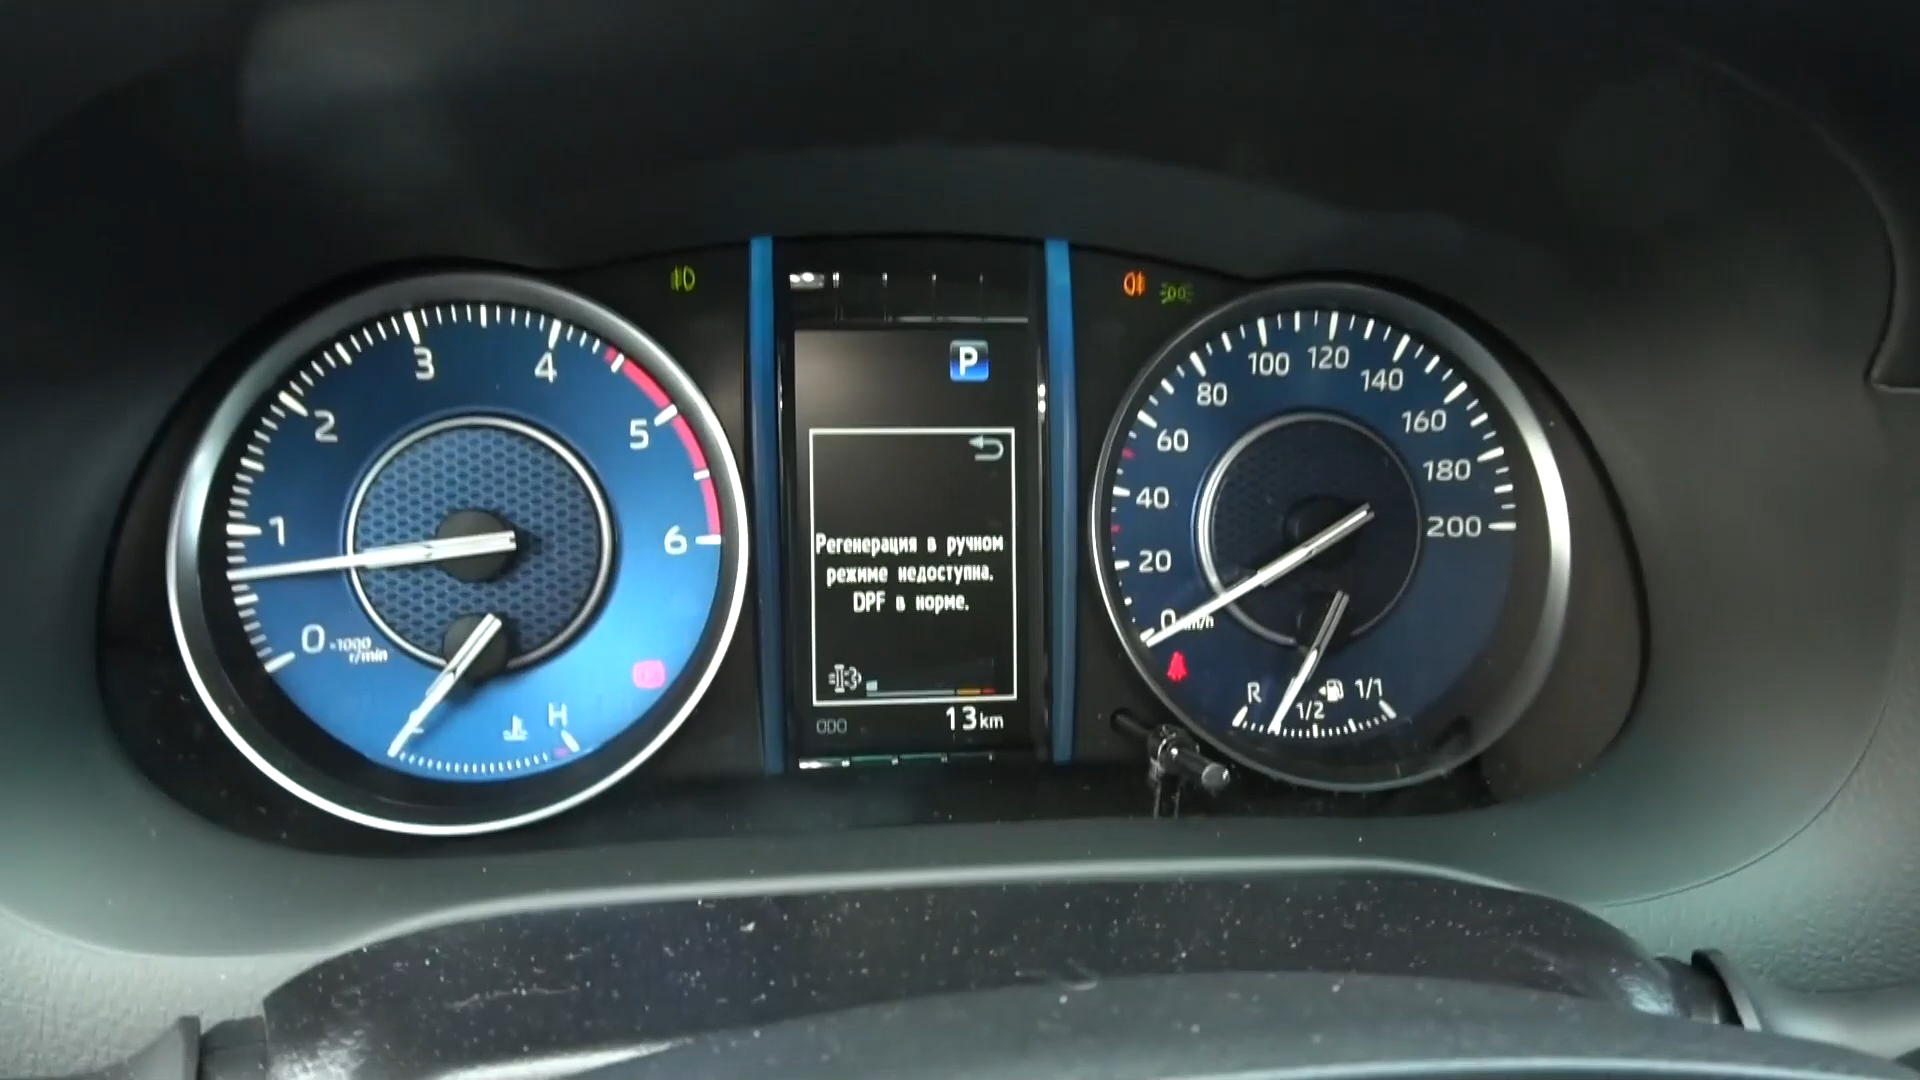 0
1
2
3
4
5
6
×1000
r/min
H
P
Регенерация в ручном
режиме недоступна.
DPF в норме.
ODO 13 km
0
20
40
60
80
100
120
140
160
180
200
km/h
R
1/2
1/1